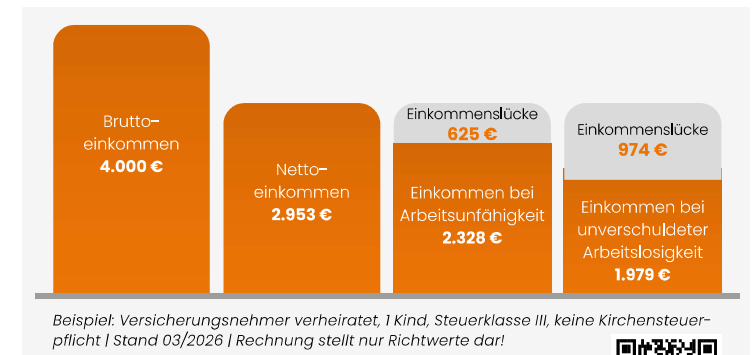 Brutto-
einkommen
4.000 €
Netto-
einkommen
2.953 €
Einkommenslücke
625 €
Einkommen bei
Arbeitsunfähigkeit
2.328 €
Einkommenslücke
974 €
Einkommen bei
unverschuldeter
Arbeitslosigkeit
1.979 €
Beispiel: Versicherungsnehmer verheiratet, 1 Kind, Steuerklasse III, keine Kirchensteuer-
pflicht | Stand 03/2026 | Rechnung stellt nur Richtwerte dar!